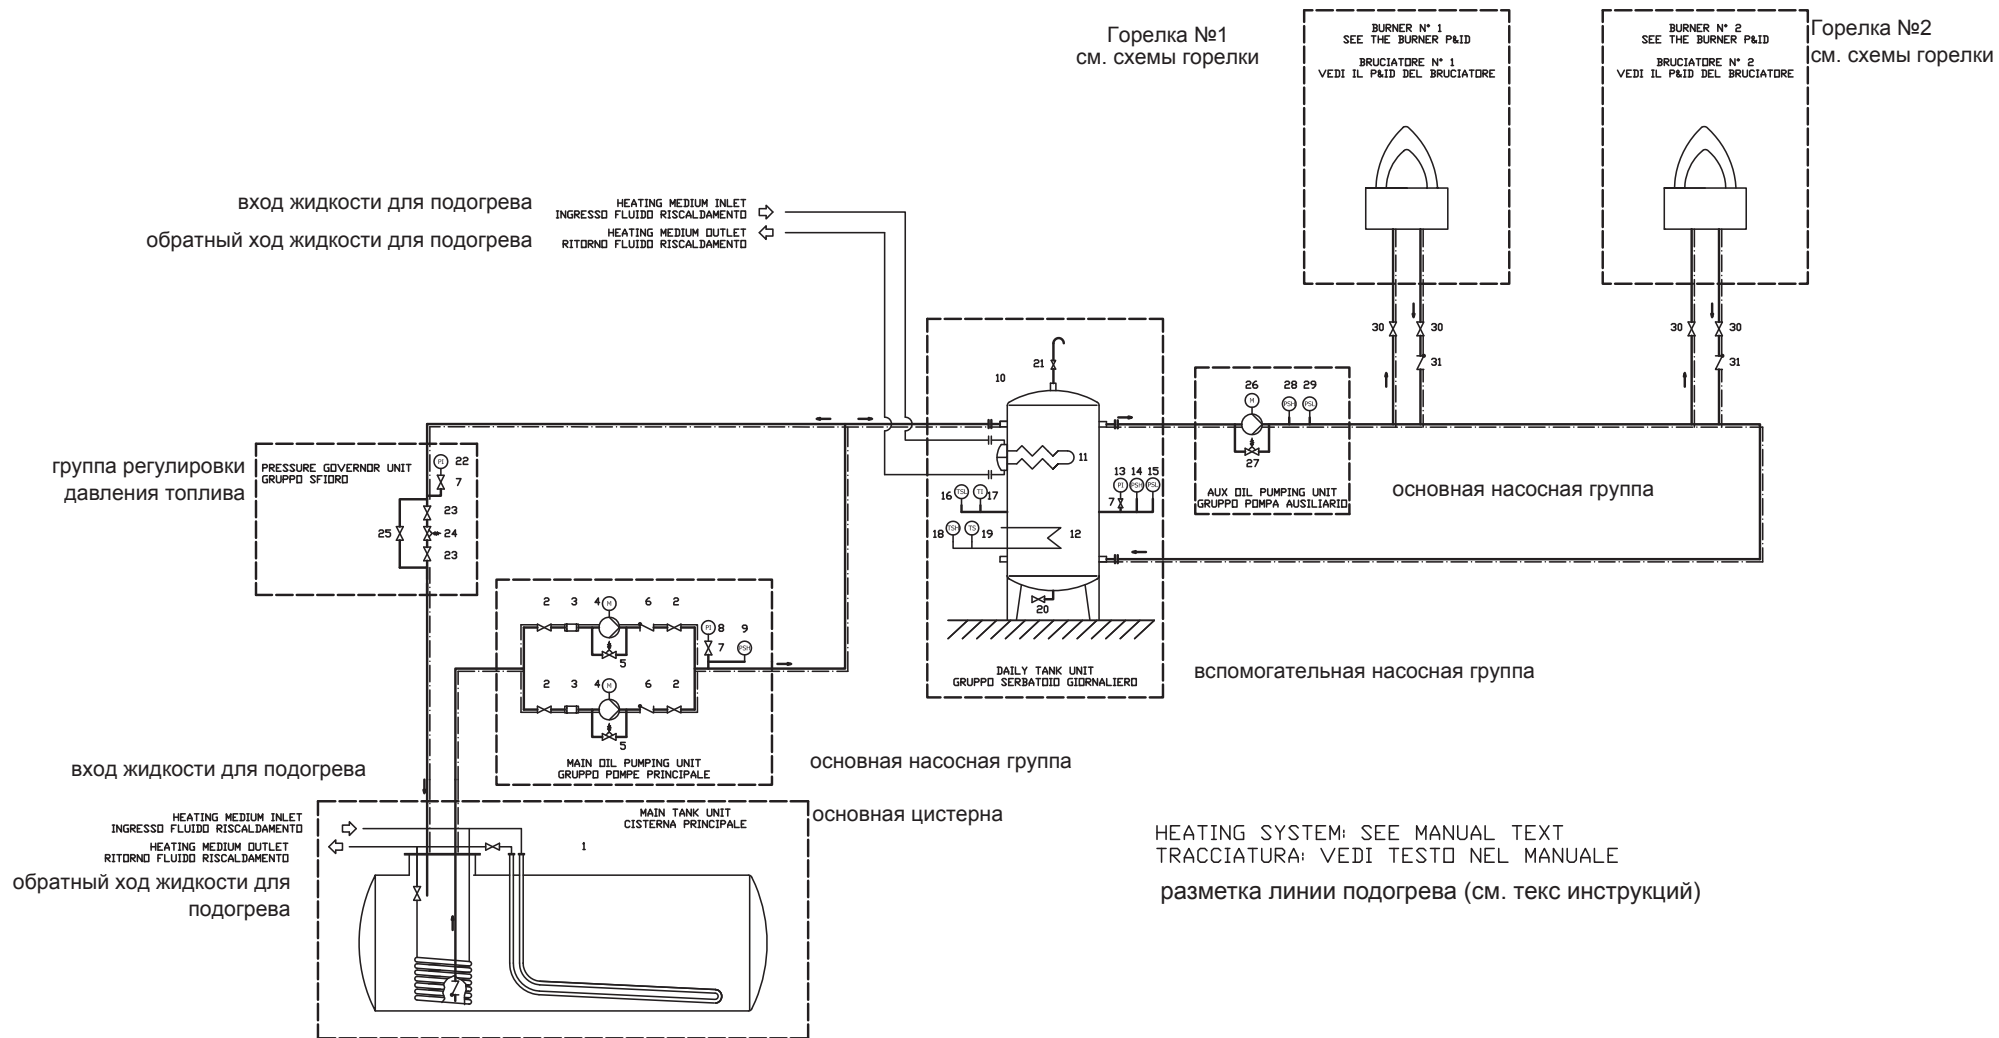 Горелка №1
см. схемы горелки
BURNER N° 1
SEE THE BURNER P&ID
BRUCIATORE N° 1
VEDI IL P&ID DEL BRUCIATORE
BURNER N° 2
SEE THE BURNER P&ID
BRUCIATORE N° 2
VEDI IL P&ID DEL BRUCIATORE
Горелка №2
см. схемы горелки
вход жидкости для подогрева
HEATING MEDIUM INLET
INGRESSO FLUIDO RISCALDAMENTO
обратный ход жидкости для подогрева
HEATING MEDIUM OUTLET
RITORNO FLUIDO RISCALDAMENTO
30
30
31
30
30
31
21
10
11
13 14 15
PI PSH PSL
7
16 TSL TI 17
18 TSH TS 19
12
20
DAILY TANK UNIT
GRUPPO SERBATOIO GIORNALIERO
вспомогательная насосная группа
26 28 29
M PSH PSL
27
AUX OIL PUMPING UNIT
GRUPPO POMPA AUSILIARIO
основная насосная группа
группа регулировки
давления топлива
PRESSURE GOVERNOR UNIT
GRUPPO SFIORO
PI 22
7
23
25
24
23
2 3 4 M 6 2
5
PI 8 9
7 PSH
2 3 4 M 6 2
5
MAIN OIL PUMPING UNIT
GRUPPO POMPE PRINCIPALE
основная насосная группа
вход жидкости для подогрева
HEATING MEDIUM INLET
INGRESSO FLUIDO RISCALDAMENTO
HEATING MEDIUM OUTLET
RITORNO FLUIDO RISCALDAMENTO
обратный ход жидкости для
подогрева
MAIN TANK UNIT
CISTERNA PRINCIPALE
основная цистерна
1
HEATING SYSTEM: SEE MANUAL TEXT
TRACCIATURA: VEDI TESTO NEL MANUALE
разметка линии подогрева (см. текс инструкций)